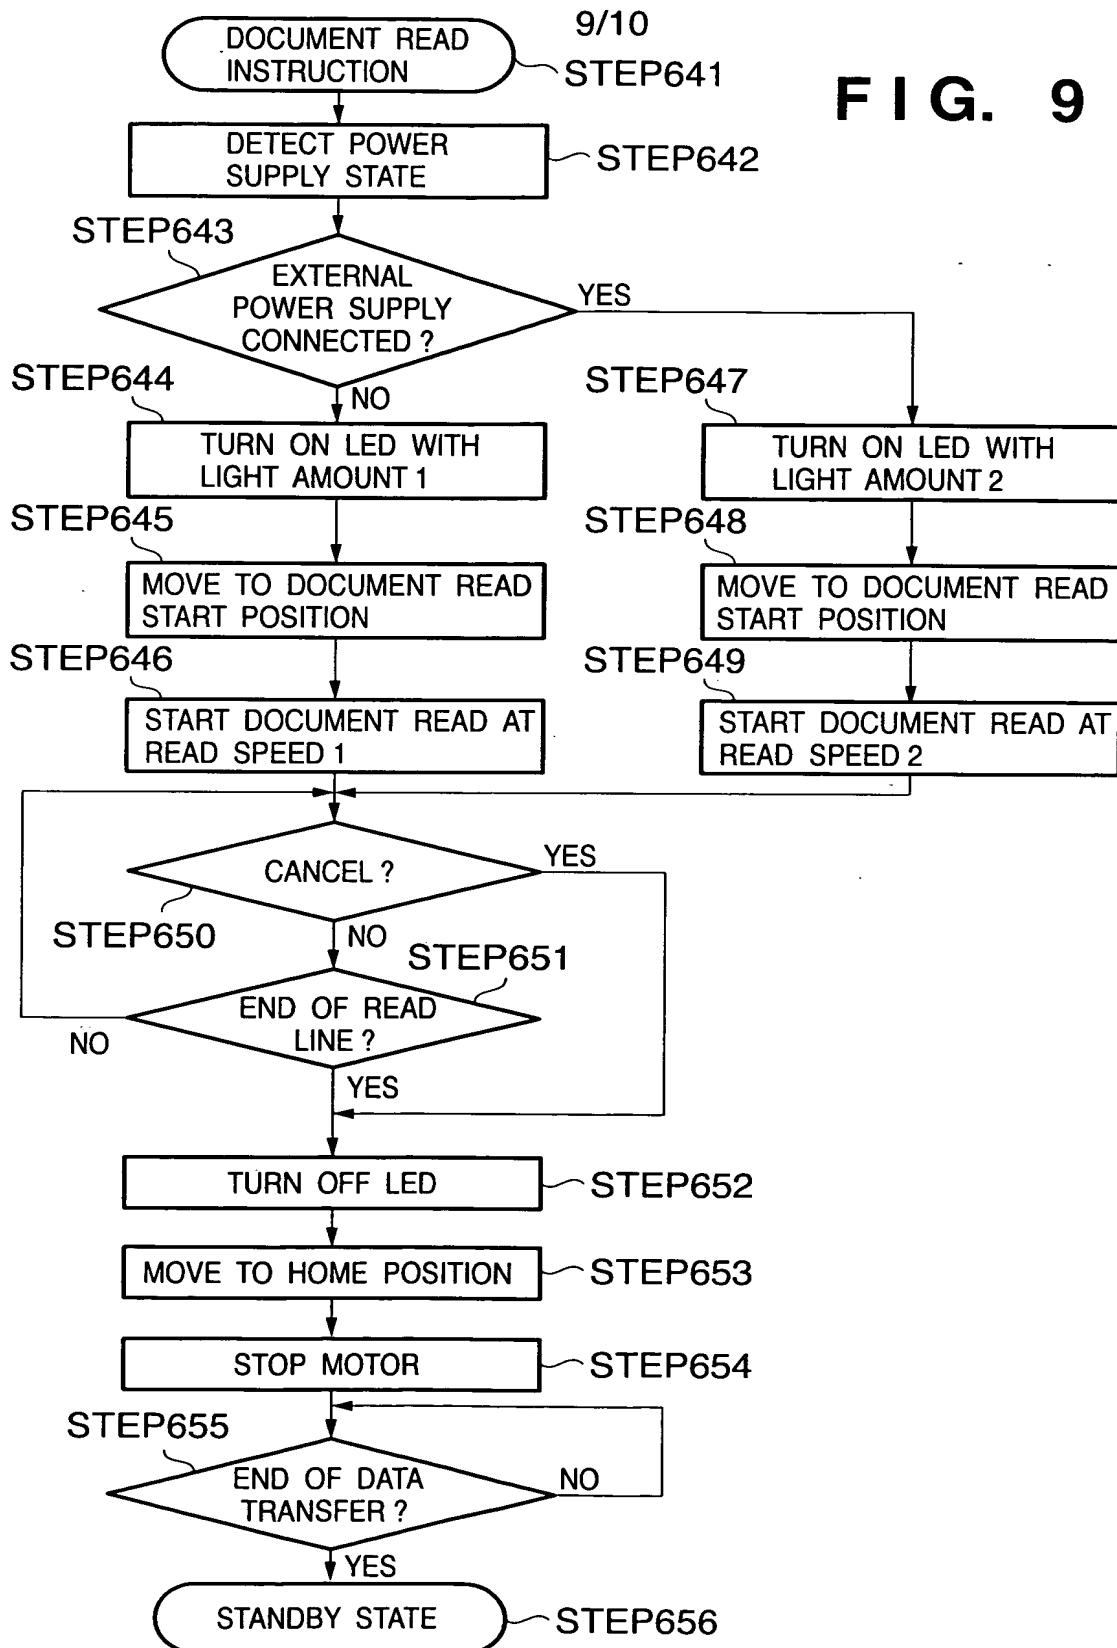 9/10
FIG. 9
DOCUMENT READ
INSTRUCTION
STEP641
DETECT POWER
SUPPLY STATE
STEP642
STEP643
EXTERNAL
POWER SUPPLY
CONNECTED ?
YES
NO
STEP644
TURN ON LED WITH
LIGHT AMOUNT 1
STEP647
TURN ON LED WITH
LIGHT AMOUNT 2
STEP645
MOVE TO DOCUMENT READ
START POSITION
STEP648
MOVE TO DOCUMENT READ
START POSITION
STEP646
START DOCUMENT READ AT
READ SPEED 1
STEP649
START DOCUMENT READ AT
READ SPEED 2
CANCEL ?
YES
STEP650
NO
STEP651
END OF READ
LINE ?
NO
YES
TURN OFF LED
STEP652
MOVE TO HOME POSITION
STEP653
STOP MOTOR
STEP654
STEP655
END OF DATA
TRANSFER ?
NO
YES
STANDBY STATE
STEP656